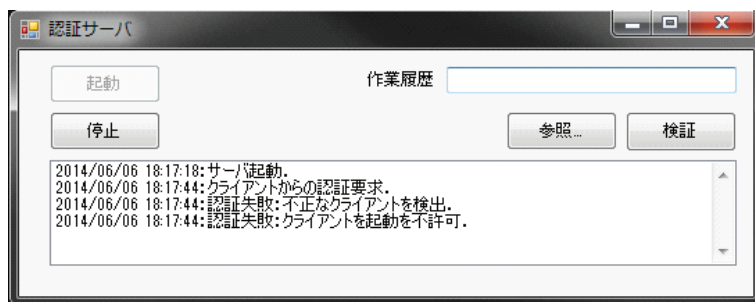 認証サーバ
起動
作業履歴
停止
参照...
検証
2014/06/06 18:17:18:サーバ起動.
2014/06/06 18:17:44:クライアントからの認証要求.
2014/06/06 18:17:44:認証失敗:不正なクライアントを検出.
2014/06/06 18:17:44:認証失敗:クライアントを起動を不許可.